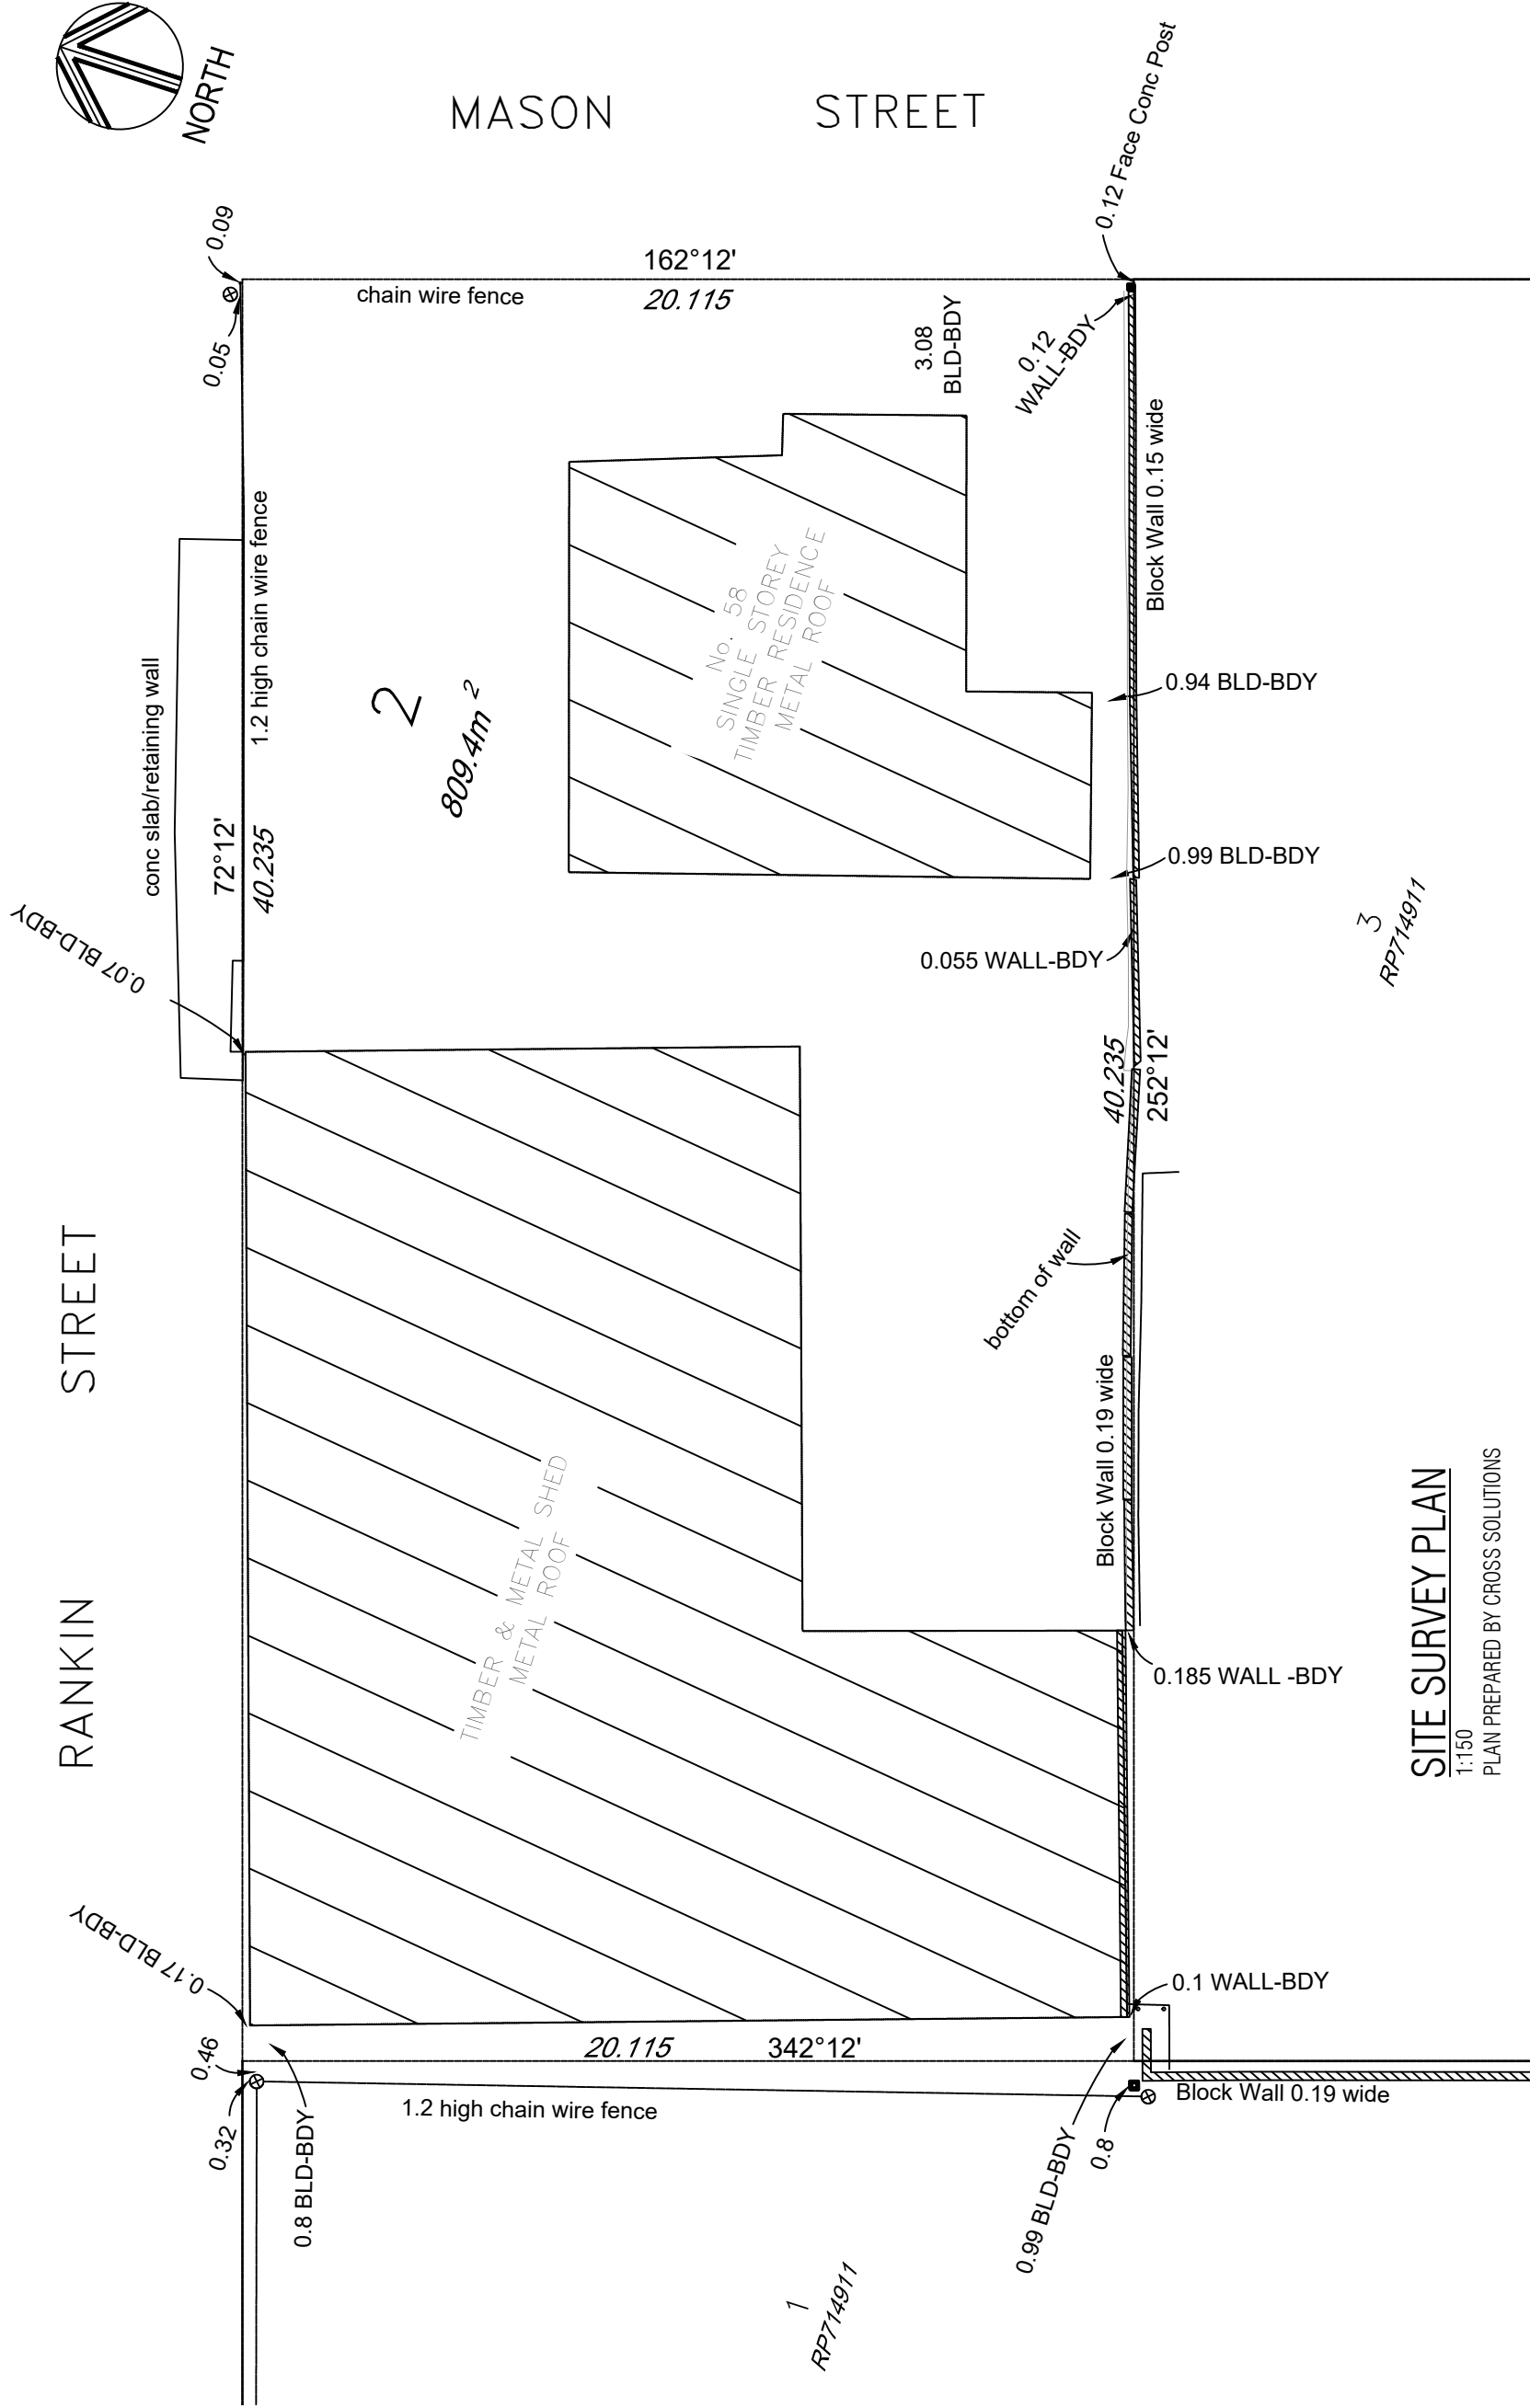 NORTH
MASON STREET
0.12 Face Conc Post
0.09
162°12'
chain wire fence
20.115
0.05
3.08
BLD-BDY
0.12
WALL-BDY
Block Wall 0.15 wide
1.2 high chain wire fence
No. 58
SINGLE STOREY
TIMBER RESIDENCE
METAL ROOF
conc slab/retaining wall
2
809.4m²
0.94 BLD-BDY
72°12'
40.235
0.99 BLD-BDY
0.07 BLD-BDY
0.055 WALL-BDY
3
RP714911
40.235
252°12'
RANKIN STREET
bottom of wall
Block Wall 0.19 wide
TIMBER & METAL SHED
METAL ROOF
0.185 WALL -BDY
SITE SURVEY PLAN
1:150
PLAN PREPARED BY CROSS SOLUTIONS
0.17 BLD-BDY
0.1 WALL-BDY
0.46
20.115
342°12'
0.32
1.2 high chain wire fence
Block Wall 0.19 wide
0.8 BLD-BDY
0.99 BLD-BDY
0.8
1
RP714911